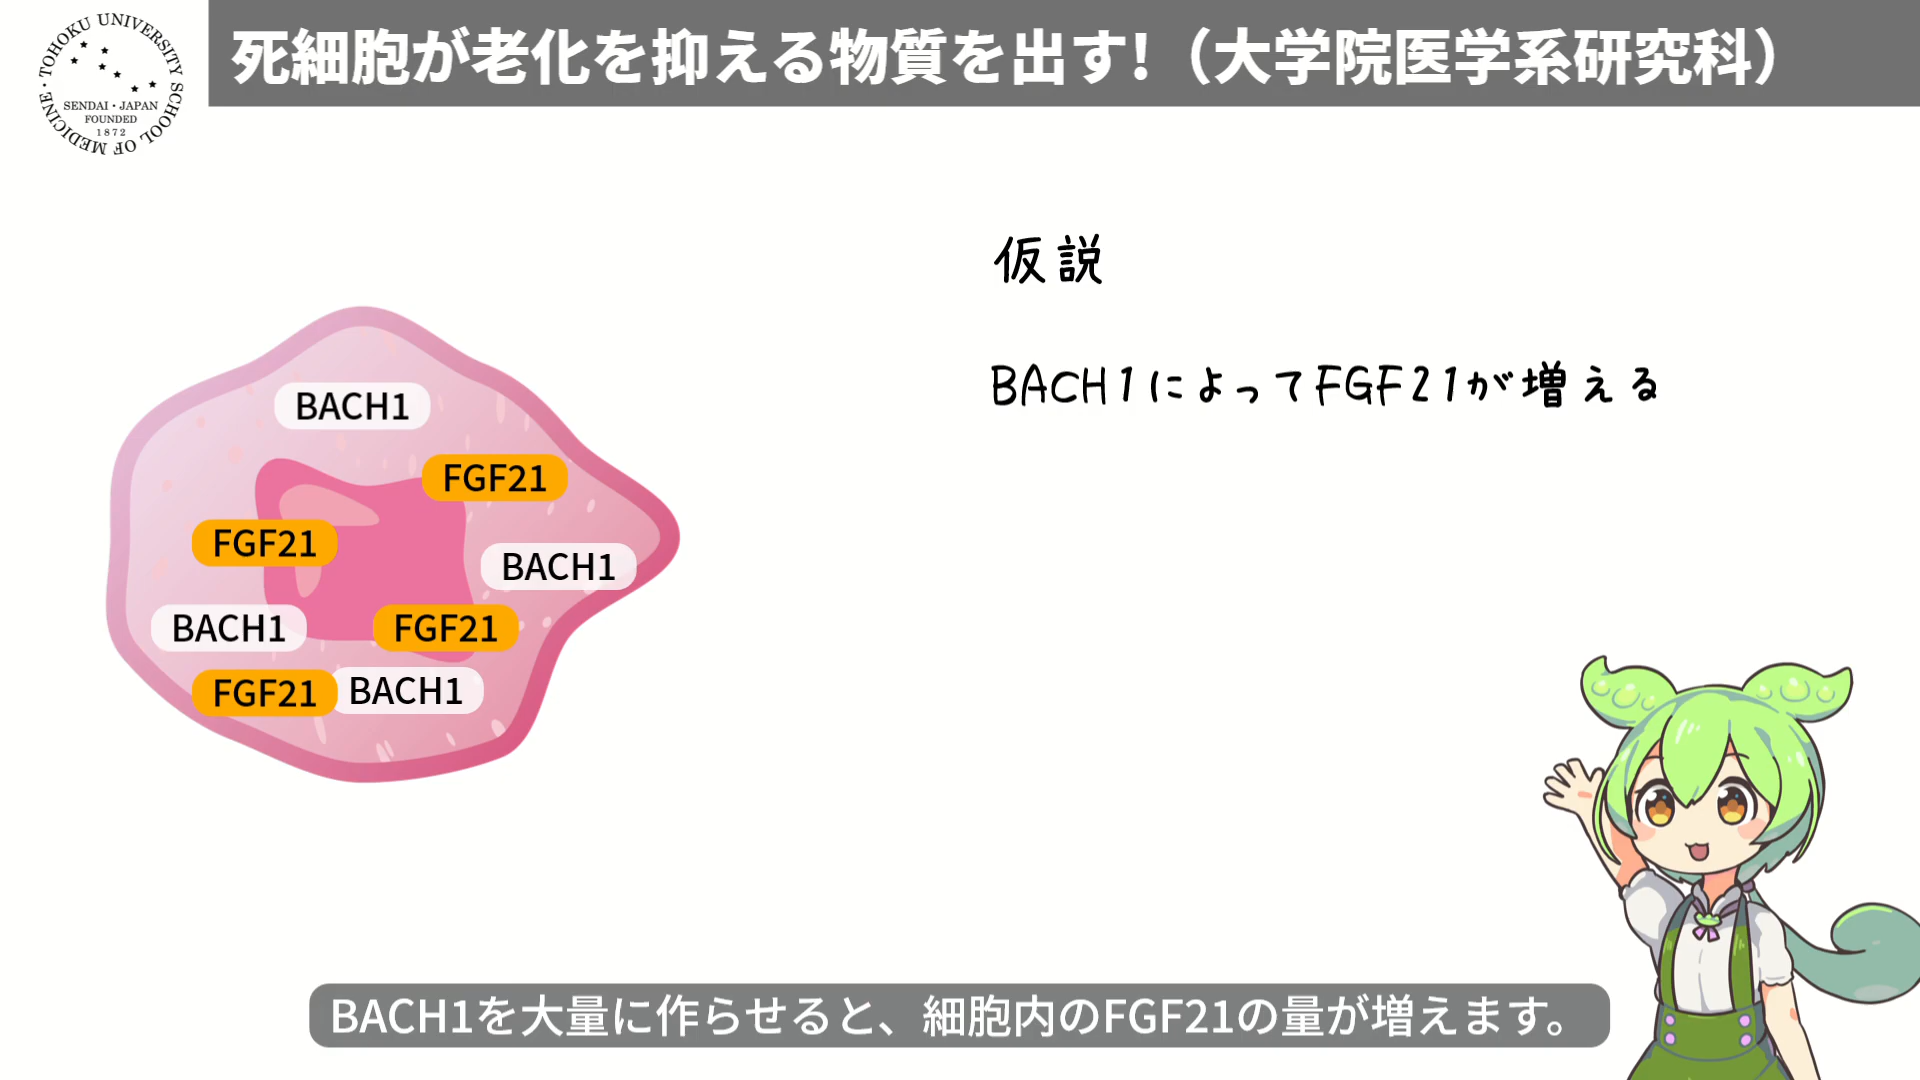 TOHOKU UNIVERSITY SCHOOL OF MEDICINE・
SENDAI・JAPAN
FOUNDED
1872
死細胞が老化を抑える物質を出す!（大学院医学系研究科）
仮説
BACH1によってFGF21が増える
BACH1
FGF21
FGF21
BACH1
BACH1
FGF21
FGF21
BACH1
BACH1を大量に作らせると、細胞内のFGF21の量が増えます。